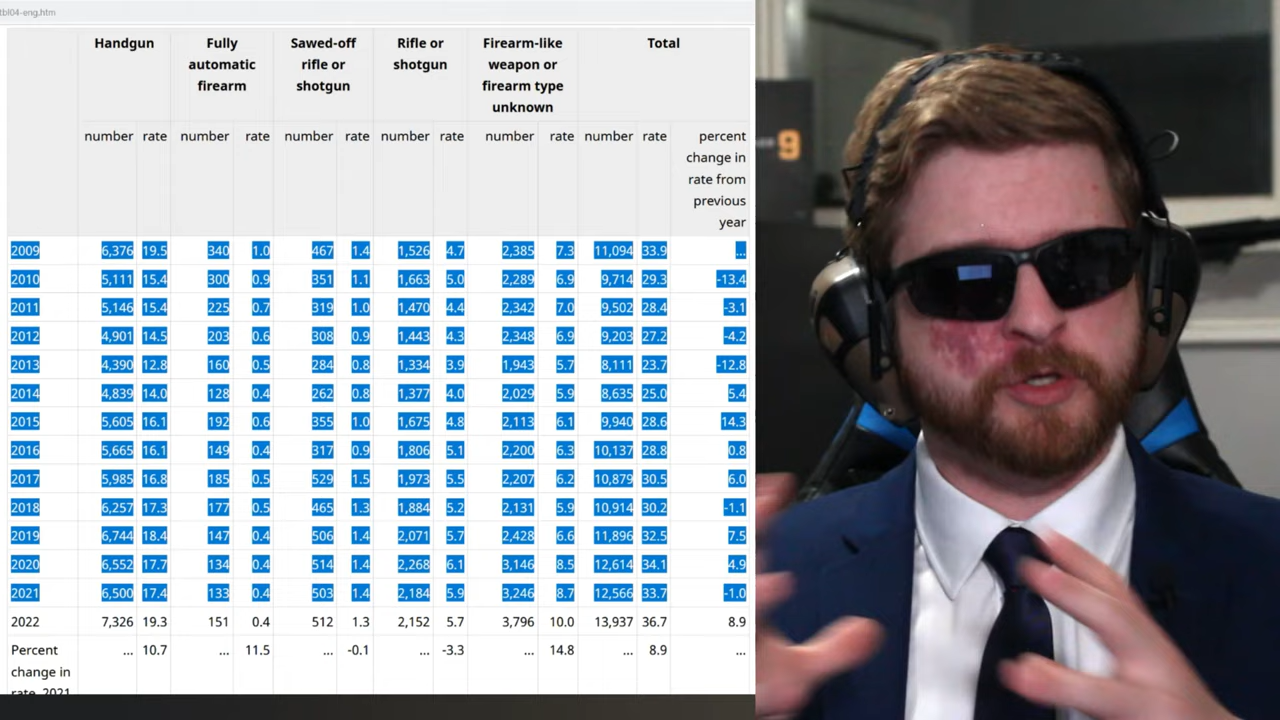 tbl04-eng.htm
Handgun Fully automatic firearm Sawed-off rifle or shotgun Rifle or shotgun Firearm-like weapon or firearm type unknown Total
number rate number rate number rate number rate number rate number rate percent change in rate from previous year
2009 6,376 19.5 340 1.0 467 1.4 1,526 4.7 2,385 7.3 11,094 33.9 ...
2010 5,111 15.4 300 0.9 351 1.1 1,663 5.0 2,289 6.9 9,714 29.3 -13.4
2011 5,146 15.4 225 0.7 319 1.0 1,470 4.4 2,342 7.0 9,502 28.4 -3.1
2012 4,901 14.5 203 0.6 308 0.9 1,443 4.3 2,348 6.9 9,203 27.2 -4.2
2013 4,390 12.8 160 0.5 284 0.8 1,334 3.9 1,943 5.7 8,111 23.7 -12.8
2014 4,839 14.0 128 0.4 262 0.8 1,377 4.0 2,029 5.9 8,635 25.0 5.4
2015 5,605 16.1 192 0.6 355 1.0 1,675 4.8 2,113 6.1 9,940 28.6 14.3
2016 5,665 16.1 149 0.4 317 0.9 1,806 5.1 2,200 6.3 10,137 28.8 0.8
2017 5,985 16.8 185 0.5 529 1.5 1,973 5.5 2,207 6.2 10,879 30.5 6.0
2018 6,257 17.3 177 0.5 465 1.3 1,884 5.2 2,131 5.9 10,914 30.2 -1.1
2019 6,744 18.4 147 0.4 506 1.4 2,071 5.7 2,428 6.6 11,896 32.5 7.5
2020 6,552 17.7 134 0.4 514 1.4 2,268 6.1 3,146 8.5 12,614 34.1 4.9
2021 6,500 17.4 133 0.4 503 1.4 2,184 5.9 3,246 8.7 12,566 33.7 -1.0
2022 7,326 19.3 151 0.4 512 1.3 2,152 5.7 3,796 10.0 13,937 36.7 8.9
Percent change in rate, 2021 ... 10.7 ... 11.5 ... -0.1 ... -3.3 ... 14.8 ... 8.9 ...
9